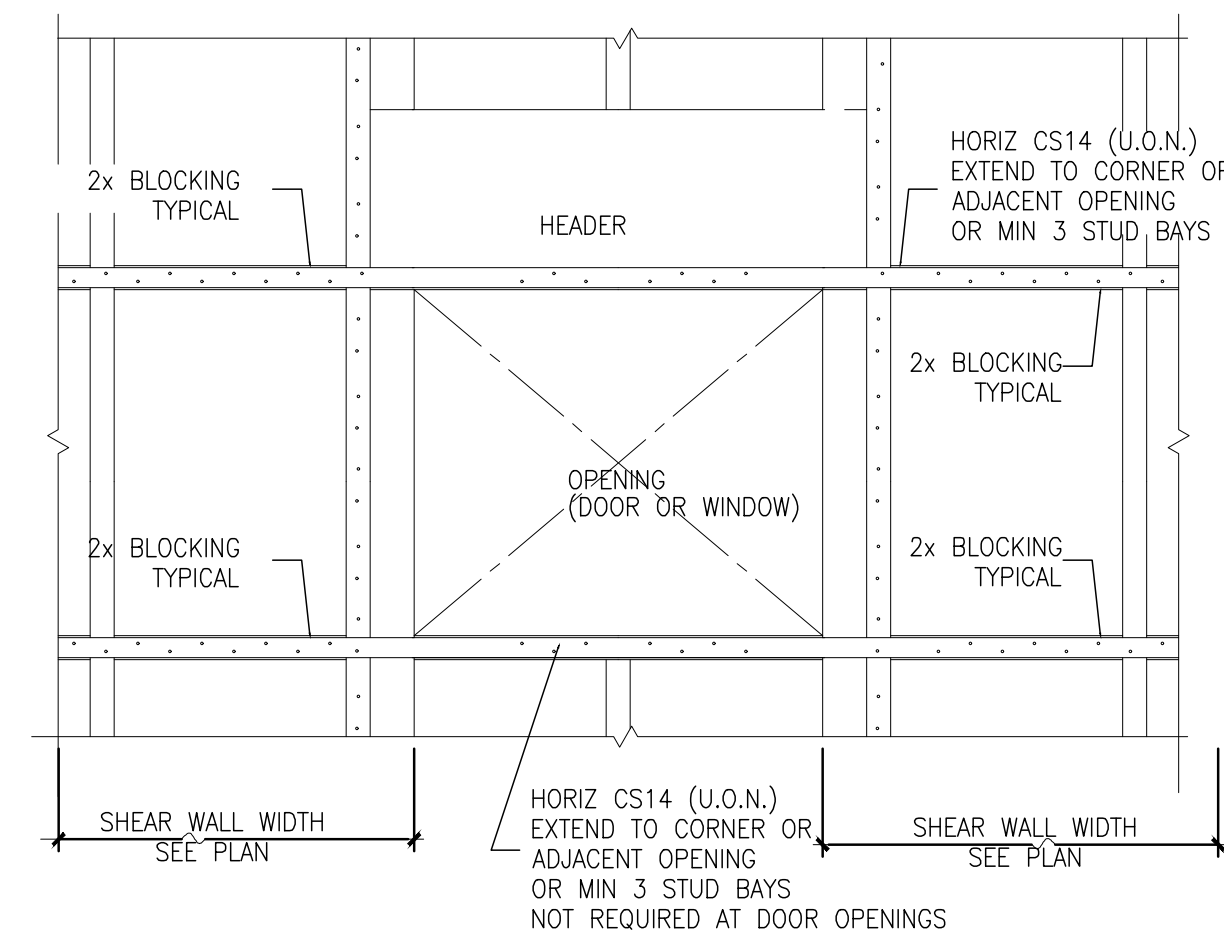 2x BLOCKING
TYPICAL
HORIZ CS14 (U.O.N.)
EXTEND TO CORNER OR
ADJACENT OPENING
OR MIN 3 STUD BAYS
HEADER
2x BLOCKING
TYPICAL
OPENING
(DOOR OR WINDOW)
2x BLOCKING
TYPICAL
2x BLOCKING
TYPICAL
SHEAR WALL WIDTH
SEE PLAN
HORIZ CS14 (U.O.N.)
EXTEND TO CORNER OR
ADJACENT OPENING
OR MIN 3 STUD BAYS
NOT REQUIRED AT DOOR OPENINGS
SHEAR WALL WIDTH
SEE PLAN